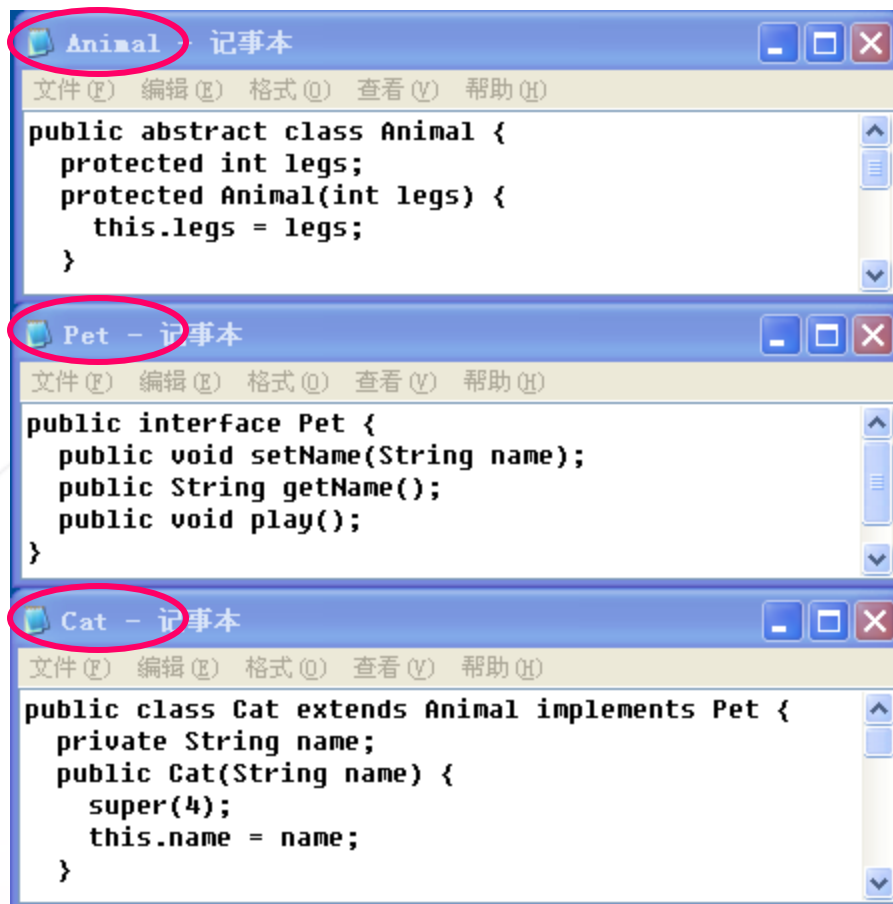 Animal - 记事本
文件(F) 编辑(E) 格式(O) 查看(V) 帮助(H)
public abstract class Animal {
  protected int legs;
  protected Animal(int legs) {
    this.legs = legs;
  }
Pet - 记事本
文件(F) 编辑(E) 格式(O) 查看(V) 帮助(H)
public interface Pet {
  public void setName(String name);
  public String getName();
  public void play();
}
Cat - 记事本
文件(F) 编辑(E) 格式(O) 查看(V) 帮助(H)
public class Cat extends Animal implements Pet {
  private String name;
  public Cat(String name) {
    super(4);
    this.name = name;
  }